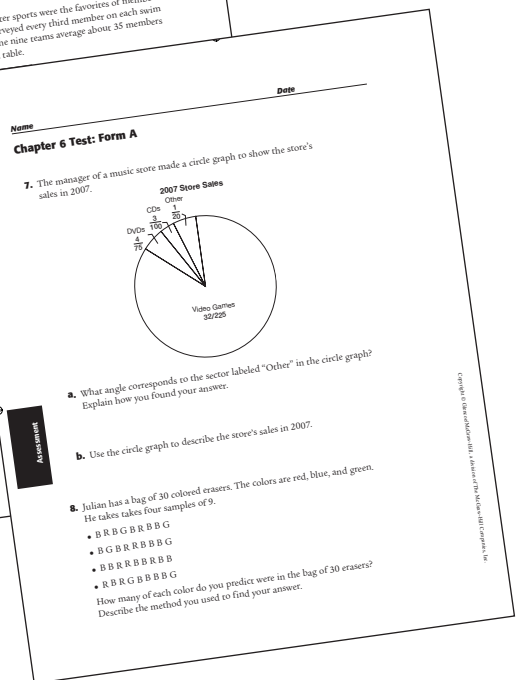 rer sports were the favorites of
rveyed every third member on each swim
nine teams average about 35 members
table.
Name
Date
Chapter 6 Test: Form A
7. The manager of a music store made a circle graph to show the store's
sales in 2007.
2007 Store Sales
Other
1/20
CDs
3/100
DVDs
4/75
Video Games
32/225
a. What angle corresponds to the sector labeled "Other" in the circle graph?
Explain how you found your answer.
b. Use the circle graph to describe the store's sales in 2007.
Assessment
8. Julian has a bag of 30 colored erasers. The colors are red, blue, and green.
He takes takes four samples of 9.
• B R B G B R B B G
• B G B R R B B B G
• B B R R B B R B B
• R B R G B B B B G
How many of each color do you predict were in the bag of 30 erasers?
Describe the method you used to find your answer.
Copyright © Glencoe/McGraw-Hill, a division of The McGraw-Hill Companies, Inc.